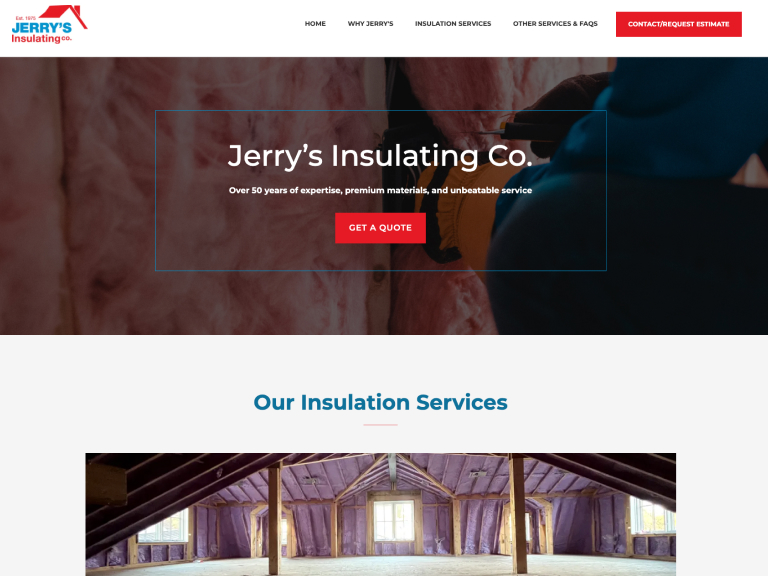 Est. 1975
JERRY'S
Insulating co.
HOME
WHY JERRY'S
INSULATION SERVICES
OTHER SERVICES & FAQS
CONTACT/REQUEST ESTIMATE
Jerry’s Insulating Co.
Over 50 years of expertise, premium materials, and unbeatable service
GET A QUOTE
Our Insulation Services